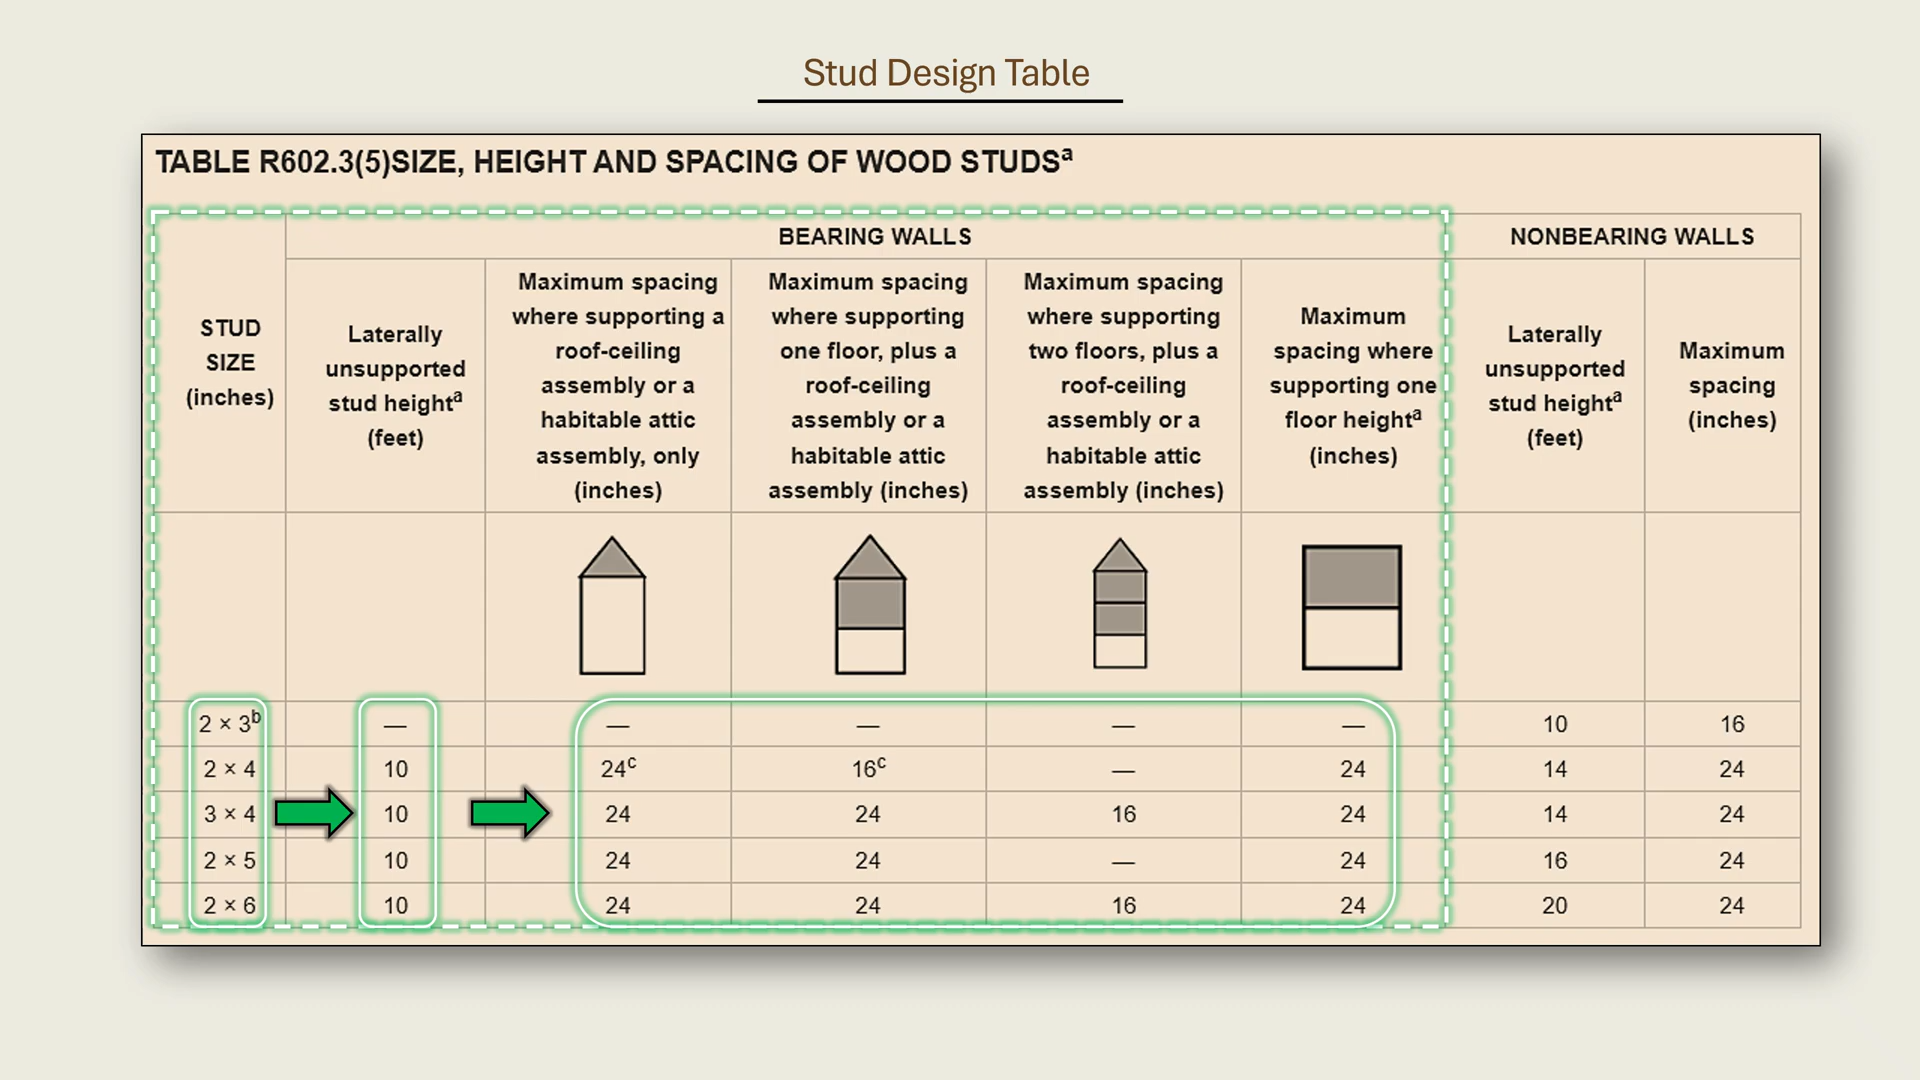 Stud Design Table
TABLE R602.3(5)SIZE, HEIGHT AND SPACING OF WOOD STUDSª
BEARING WALLS
NONBEARING WALLS
STUD
SIZE
(inches)
Laterally
unsupported
stud heightª
(feet)
Maximum spacing
where supporting a
roof-ceiling
assembly or a
habitable attic
assembly, only
(inches)
Maximum spacing
where supporting
one floor, plus a
roof-ceiling
assembly or a
habitable attic
assembly (inches)
Maximum spacing
where supporting
two floors, plus a
roof-ceiling
assembly or a
habitable attic
assembly (inches)
Maximum
spacing where
supporting one
floor heightª
(inches)
Laterally
unsupported
stud heightª
(feet)
Maximum
spacing
(inches)
2 × 3ᵇ — — — — — 10 16
2 × 4 10 24ᶜ 16ᶜ — 24 14 24
3 × 4 10 24 24 16 24 14 24
2 × 5 10 24 24 — 24 16 24
2 × 6 10 24 24 16 24 20 24